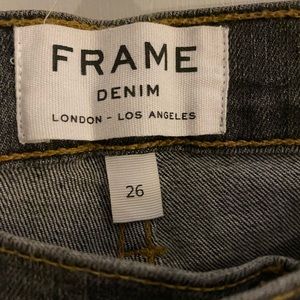 FRAME
DENIM
LONDON - LOS ANGELES
26